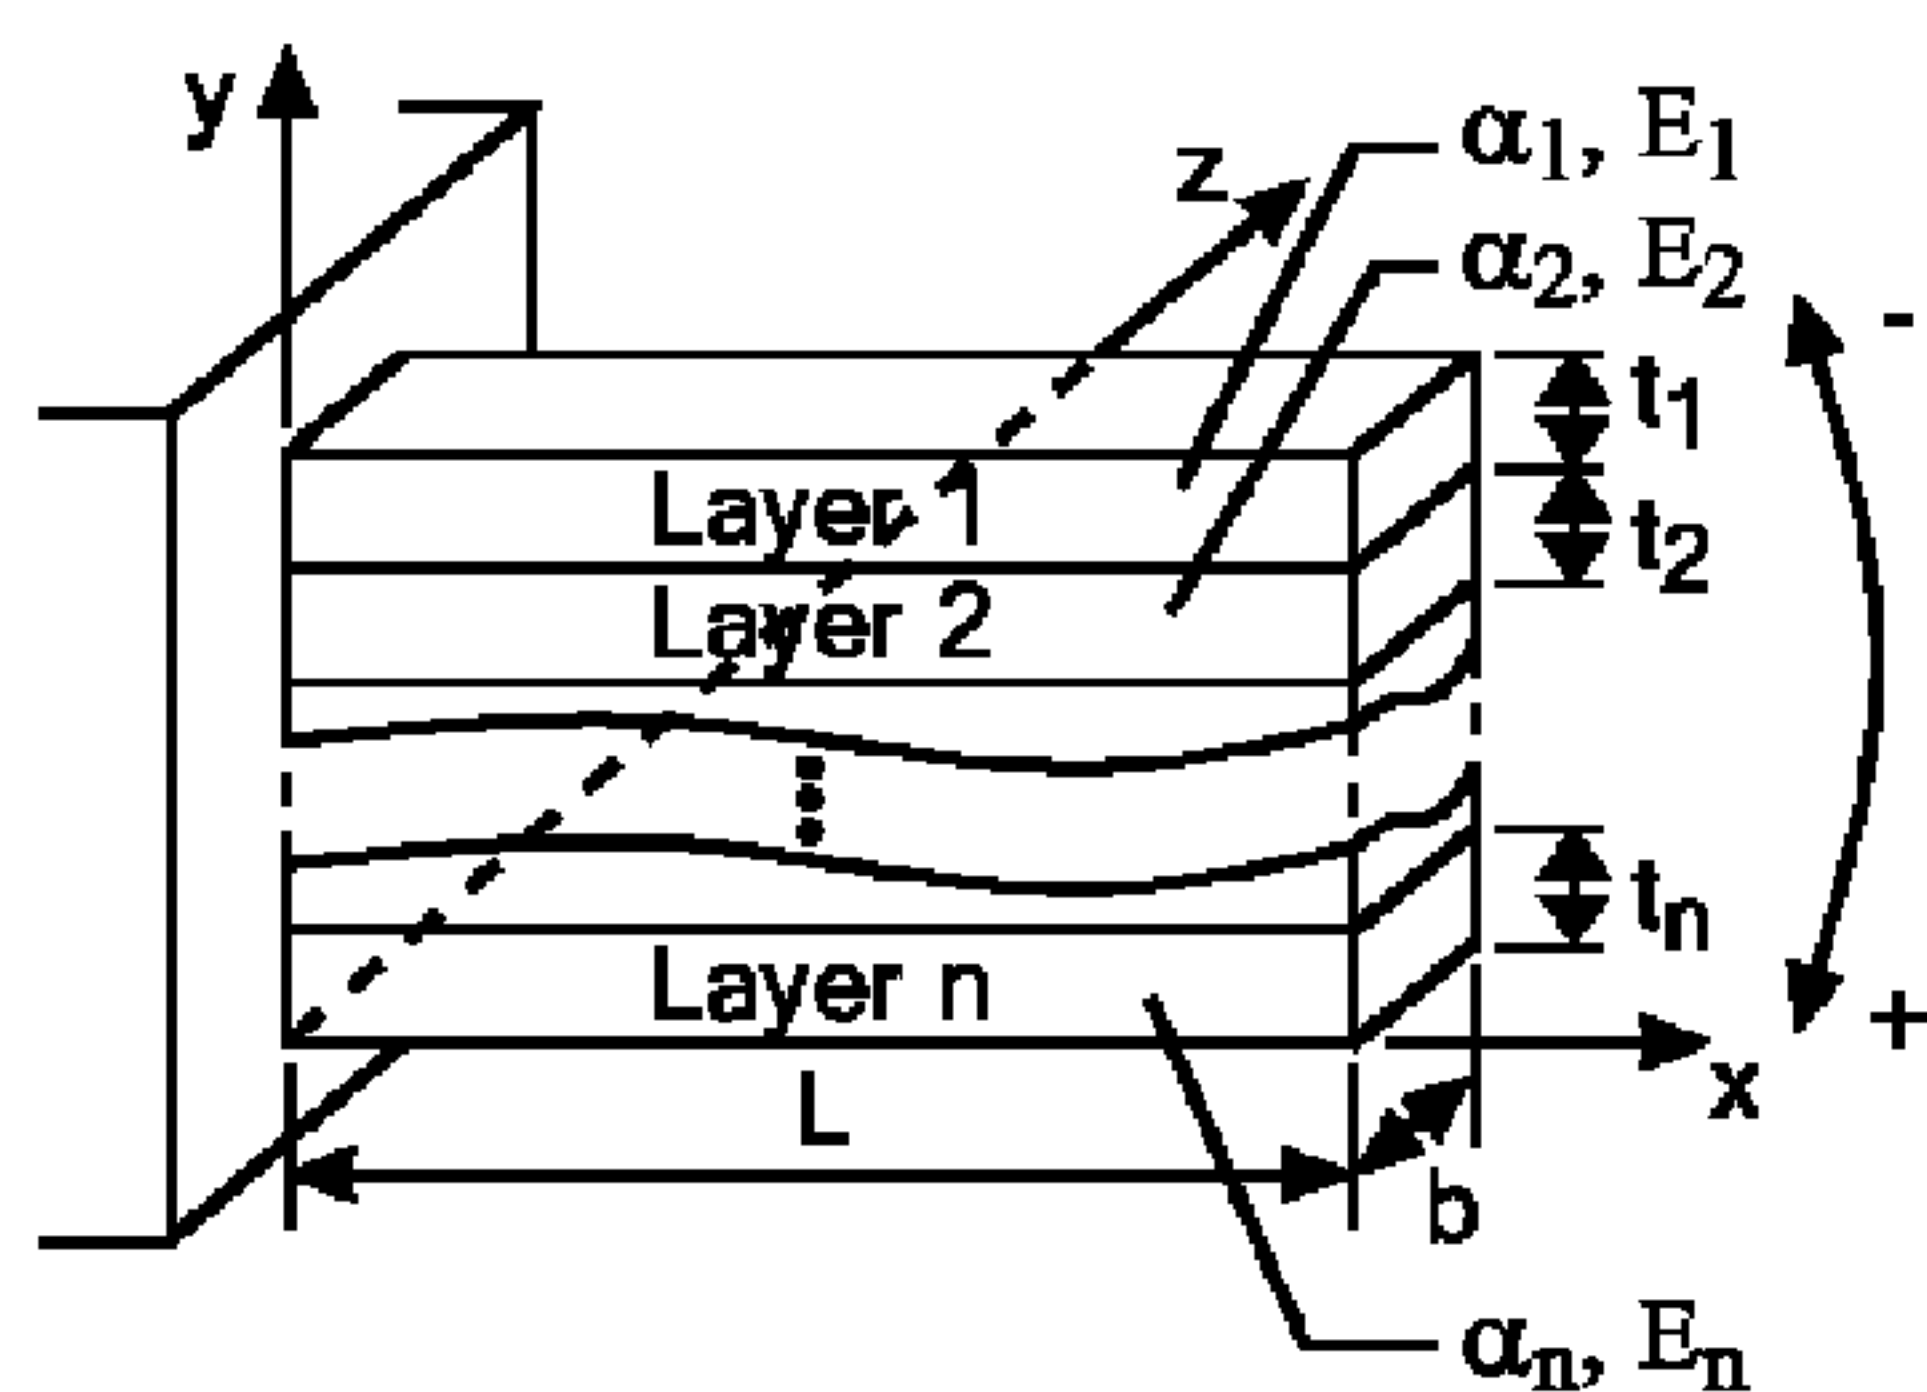 y
z
α₁, E₁
α₂, E₂
-
t₁
Layer 1
t₂
Layer 2
tₙ
Layer n
+
x
L
b
αₙ, Eₙ